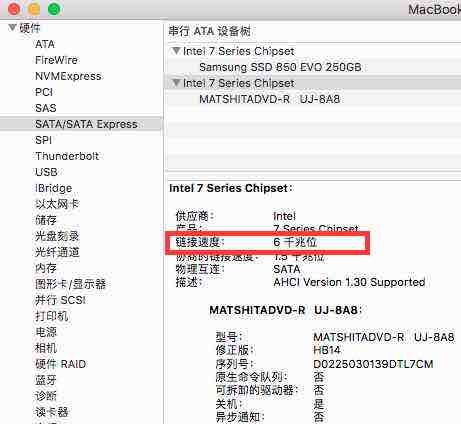 MacBook
硬件
ATA
FireWire
NVMExpress
PCI
SAS
SATA/SATA Express
SPI
Thunderbolt
USB
iBridge
以太网卡
储存
光盘刻录
光纤通道
内存
图形卡/显示器
并行 SCSI
打印机
电源
相机
硬件 RAID
蓝牙
诊断
读卡器
串行 ATA 设备树
Intel 7 Series Chipset
Samsung SSD 850 EVO 250GB
Intel 7 Series Chipset
MATSHITADVD-R UJ-8A8
Intel 7 Series Chipset:
供应商： Intel
产品： 7 Series Chipset
链接速度： 6 千兆位
协商的链接速度： 1.5 千兆位
物理互连： SATA
描述： AHCI Version 1.30 Supported
MATSHITADVD-R UJ-8A8:
型号： MATSHITADVD-R UJ-8A8
修正版： HB14
序列号： D0225030139DTL7CM
原生命令队列： 否
可拆卸的驱动器： 否
关机： 是
异步通知： 否